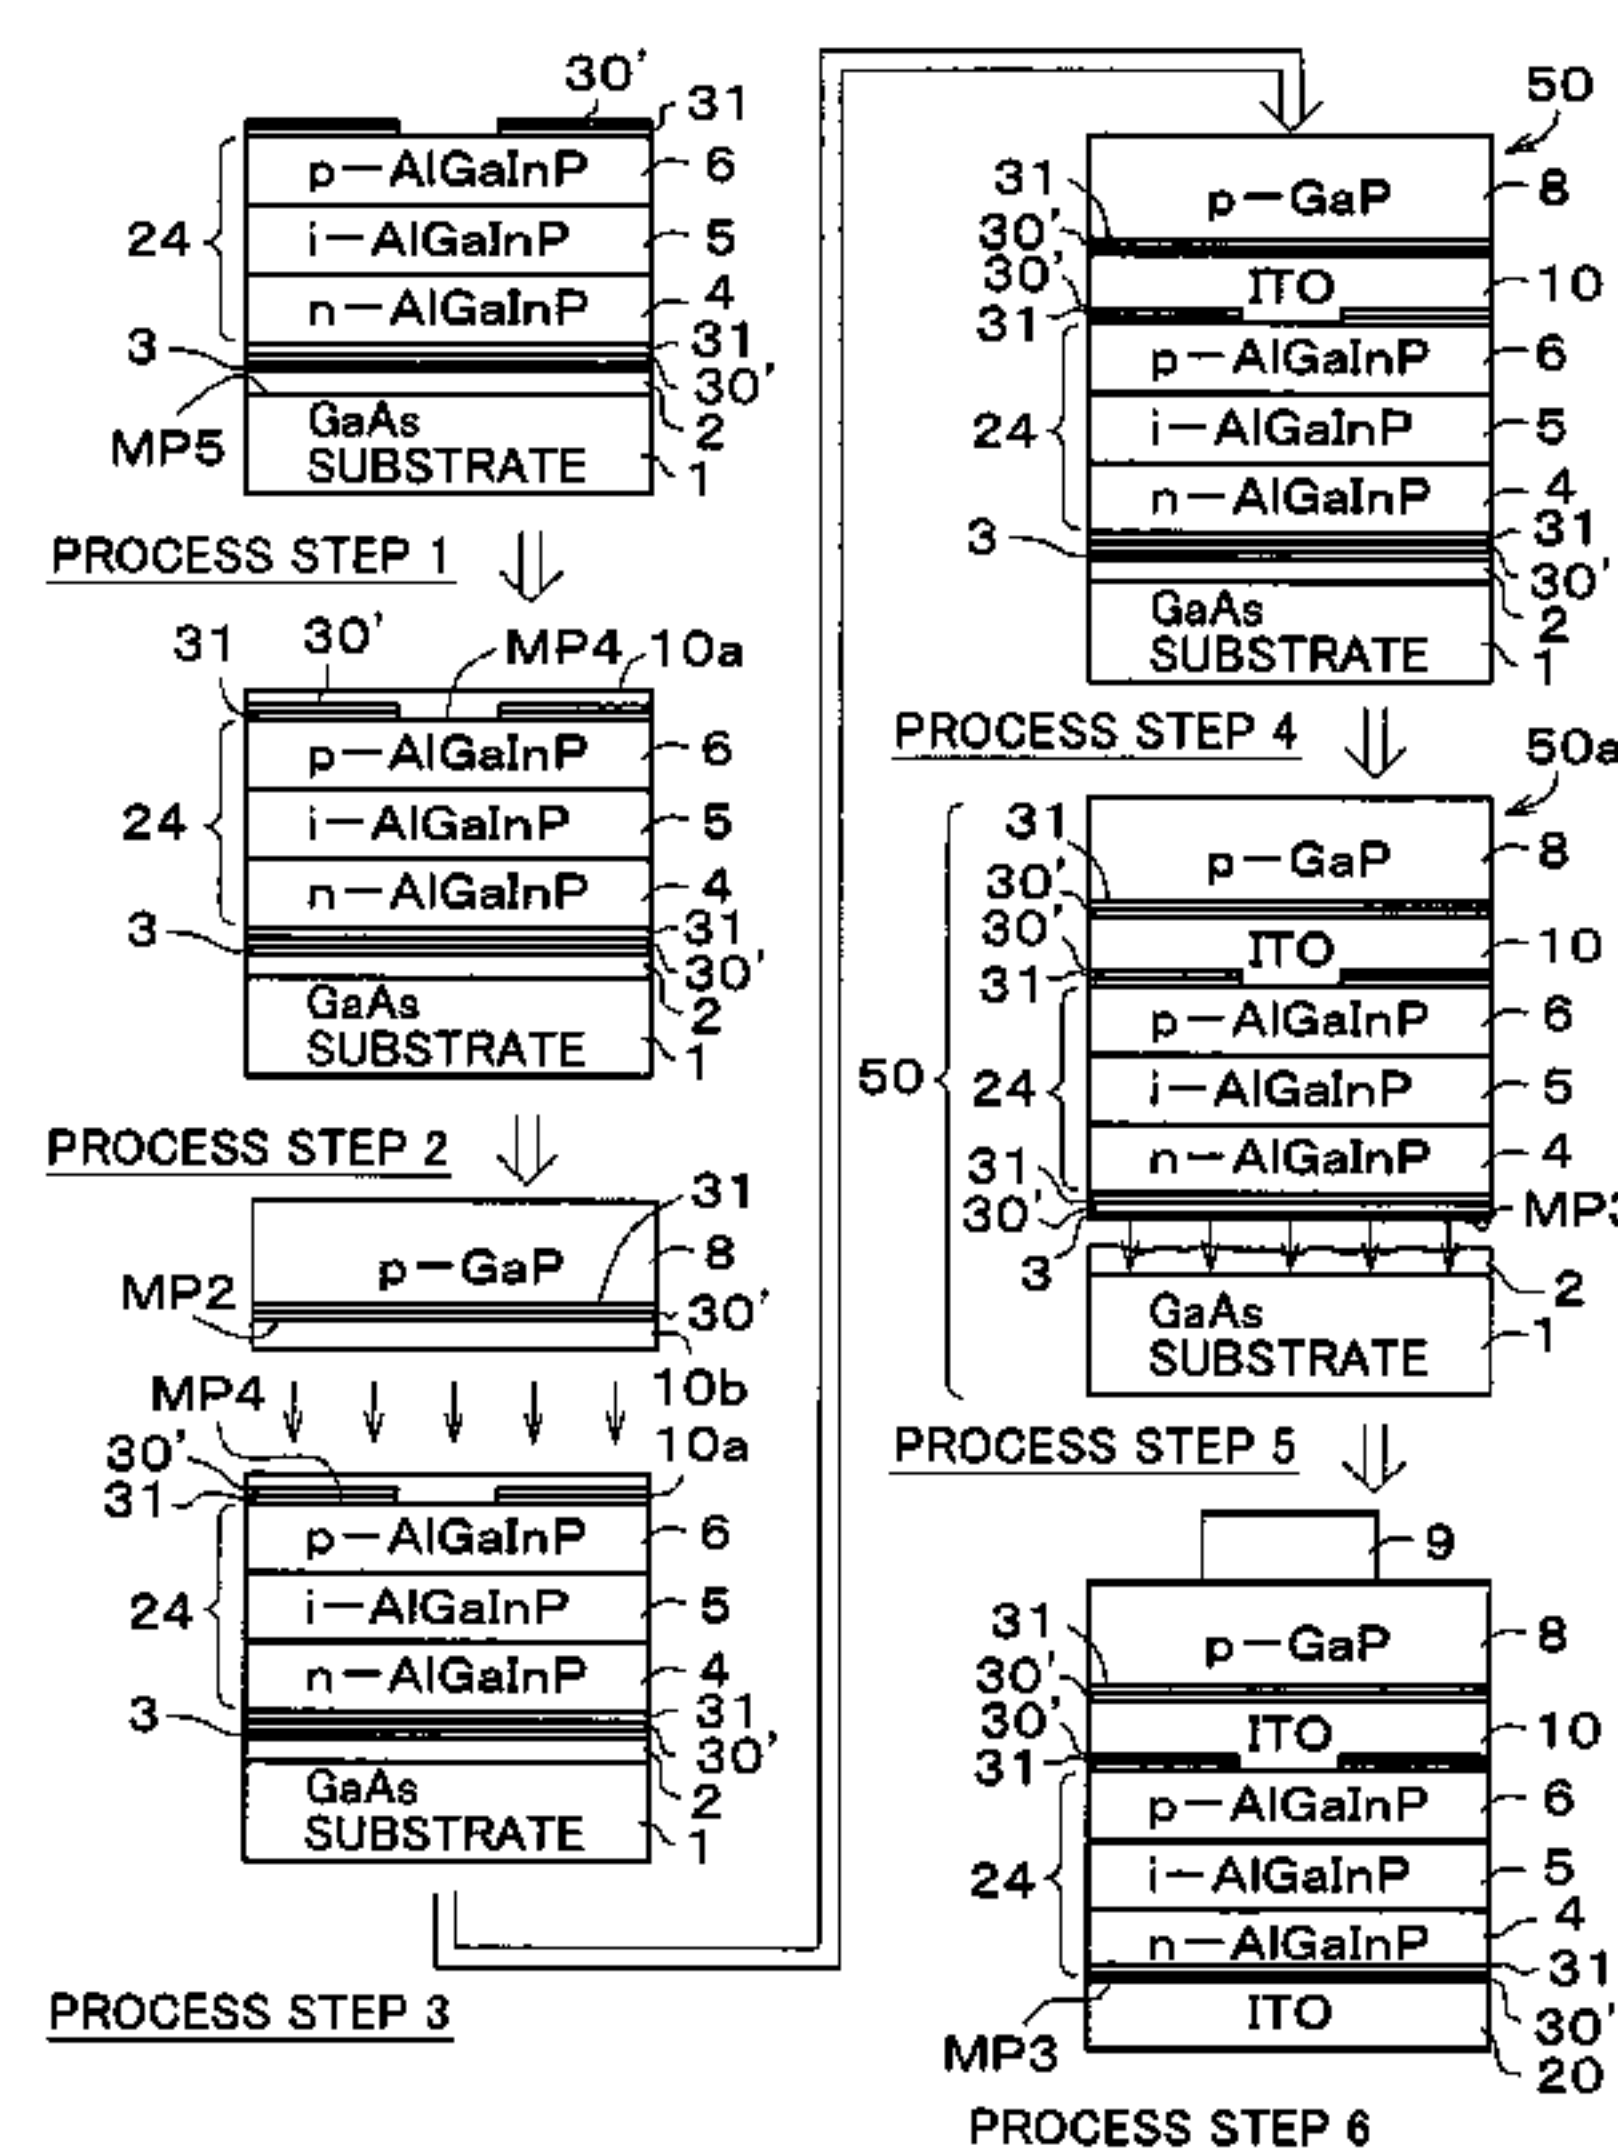 30'
31
p-AlGaInP
6
24
i-AlGaInP
5
n-AlGaInP
4
3
31
30'
MP5
GaAs
SUBSTRATE
2
1
PROCESS STEP 1
31
30'
MP4
10a
p-AlGaInP
6
24
i-AlGaInP
5
n-AlGaInP
4
3
31
30'
GaAs
SUBSTRATE
2
1
PROCESS STEP 2
31
p-GaP
8
MP2
30'
10b
MP4
30'
10a
31
p-AlGaInP
6
24
i-AlGaInP
5
n-AlGaInP
4
3
31
30'
GaAs
SUBSTRATE
2
1
PROCESS STEP 3
50
31
p-GaP
8
30'
30'
ITO
10
31
p-AlGaInP
6
24
i-AlGaInP
5
n-AlGaInP
4
3
31
30'
GaAs
SUBSTRATE
2
1
PROCESS STEP 4
50a
31
p-GaP
8
30'
30'
ITO
10
31
p-AlGaInP
6
50
24
i-AlGaInP
5
31
n-AlGaInP
4
30'
MP3
3
2
GaAs
SUBSTRATE
1
PROCESS STEP 5
9
31
p-GaP
8
30'
30'
ITO
10
31
p-AlGaInP
6
24
i-AlGaInP
5
n-AlGaInP
4
31
MP3
ITO
30'
20
PROCESS STEP 6